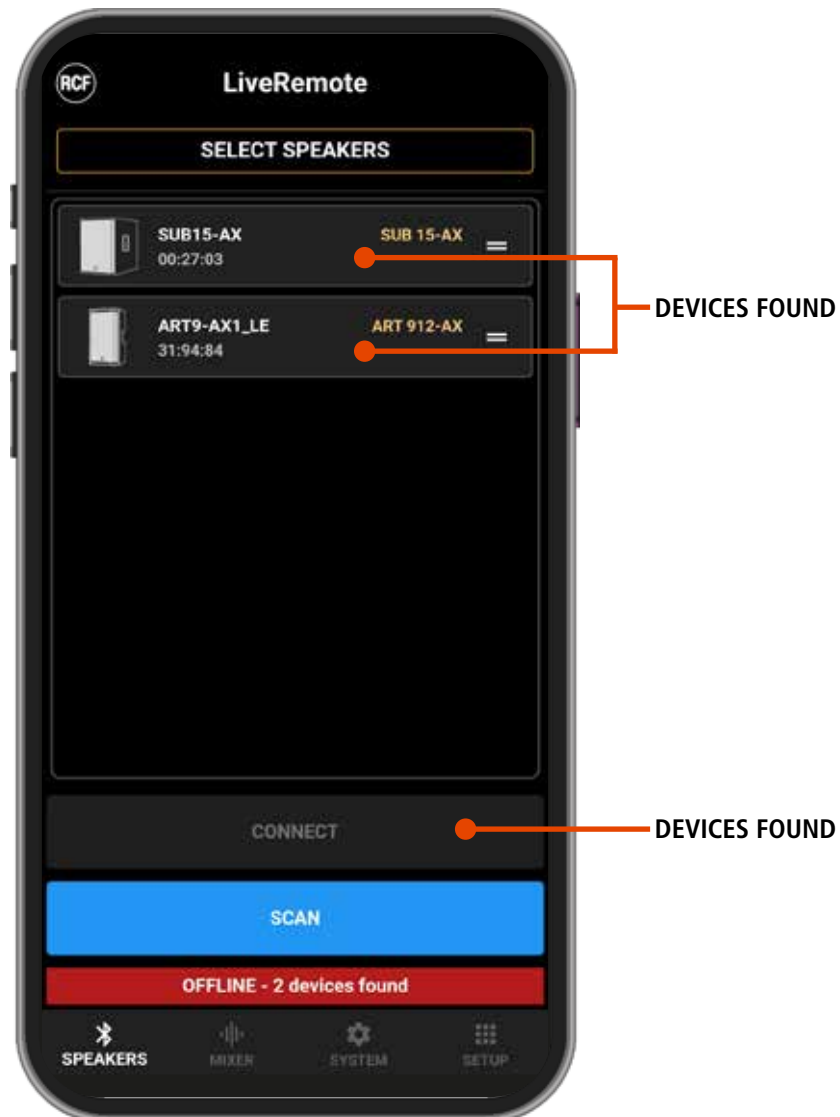 RCF
LiveRemote
SELECT SPEAKERS
SUB15-AX
SUB 15-AX
00:27:03
DEVICES FOUND
ART9-AX1_LE
ART 912-AX
31:94:84
CONNECT
DEVICES FOUND
SCAN
OFFLINE - 2 devices found
SPEAKERS
MIXER
SYSTEM
SETUP